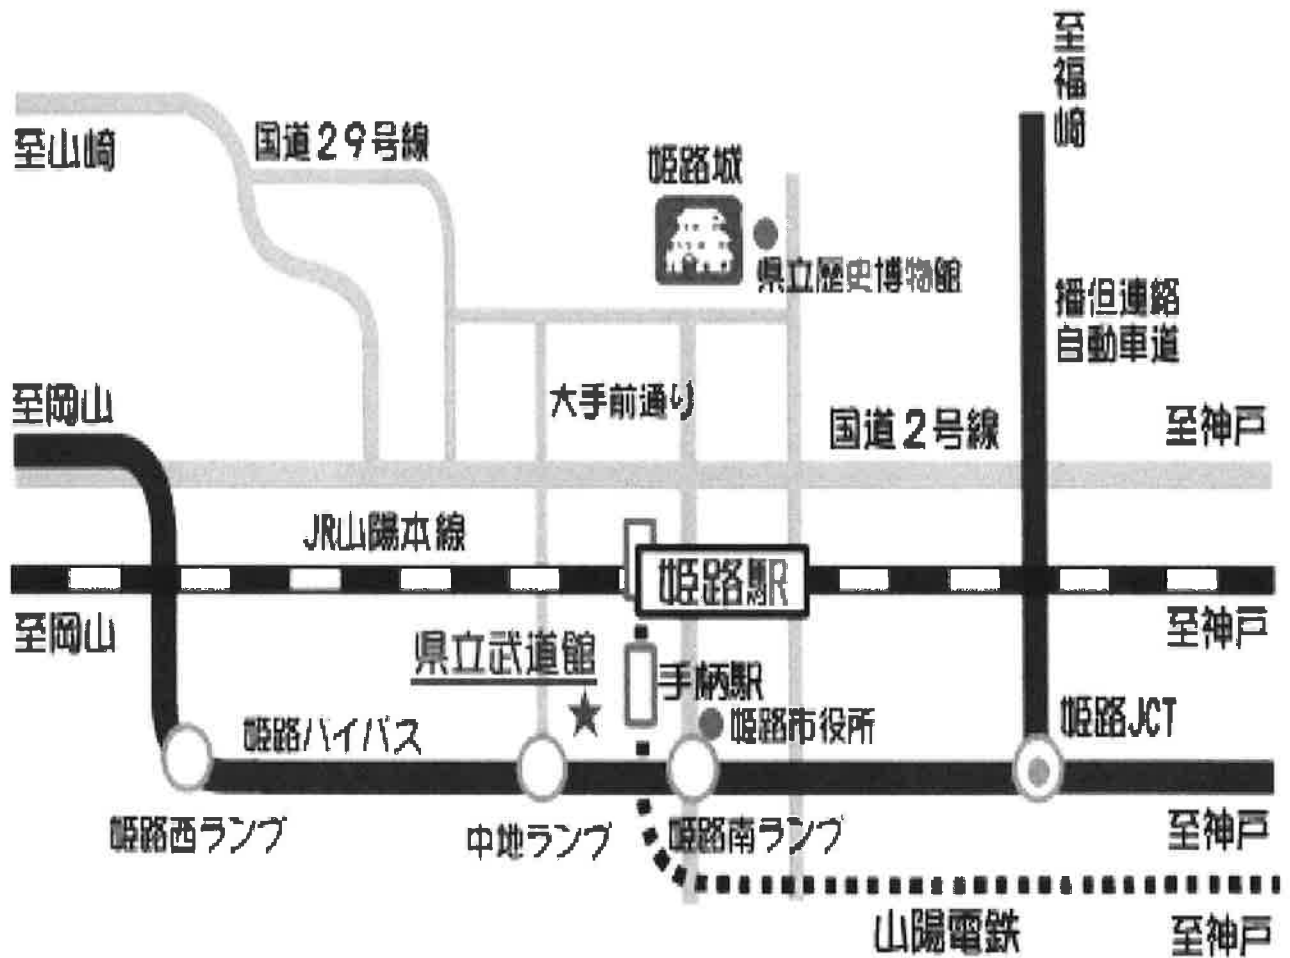 至福崎
至山崎
国道29号線
姫路城
県立歴史博物館
播但連絡
自動車道
至岡山
大手前通り
国道2号線
至神戸
JR山陽本線
姫路駅
至岡山
至神戸
県立武道館
手柄駅
姫路市役所
姫路JCT
姫路バイパス
姫路西ランプ
中地ランプ
姫路南ランプ
至神戸
山陽電鉄
至神戸